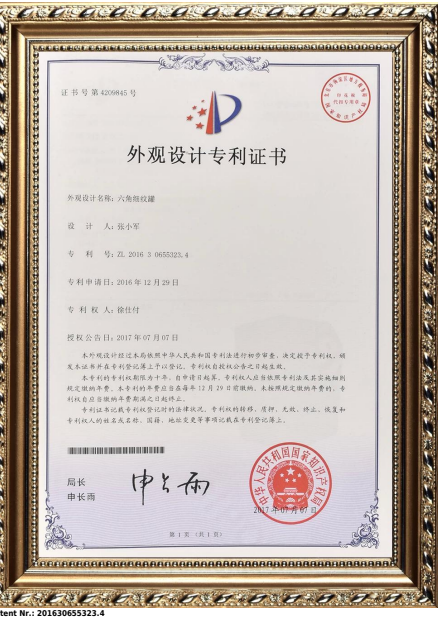 证书号第4209845号
外观设计专利证书
外观设计名称：六角细纹罐
设 计 人：张小军
专 利 号：ZL 2016 3 0655323.4
专利申请日：2016年12月29日
专 利 权 人：徐仕付
授权公告日：2017年07月07日
本外观设计经过本局依照中华人民共和国专利法进行初步审查，决定授予专利权，颁
发本证书并在专利登记簿上予以登记。专利权自授权公告之日起生效。
本专利的专利权期限为十年，自申请日起算。专利权人应当依照专利法及其实施细则
规定缴纳年费。本专利的年费应当在每年12月29日前缴纳。未按照规定缴纳年费的，专
利权自应当缴纳年费期满之日起终止。
专利证书记载专利权登记时的法律状况。专利权的转移、质押、无效、终止、恢复和
专利权人的姓名或名称、国籍、地址变更等事项记载在专利登记簿上。
局长
申长雨
申长雨
中华人民共和国国家知识产权局
2017年07月07日
第1页（共1页）
tent Nr.: 201630655323.4